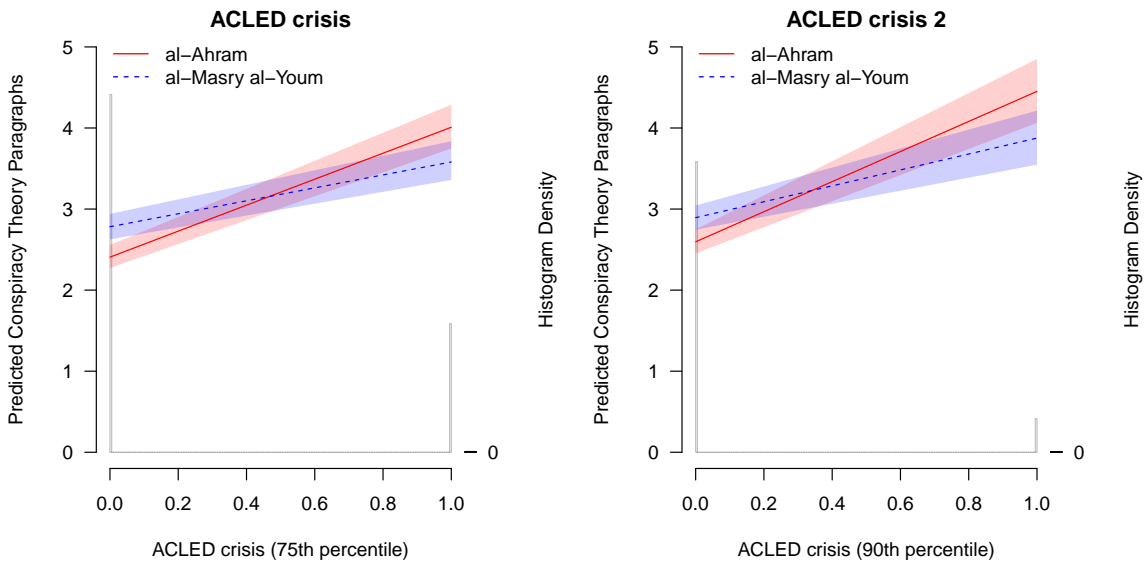 ACLED crisis
al−Ahram
al−Masry al−Youm
Predicted Conspiracy Theory Paragraphs
5
4
3
2
1
0
Histogram Density
0
0.0 0.2 0.4 0.6 0.8 1.0
ACLED crisis (75th percentile)
ACLED crisis 2
al−Ahram
al−Masry al−Youm
Predicted Conspiracy Theory Paragraphs
5
4
3
2
1
0
Histogram Density
0
0.0 0.2 0.4 0.6 0.8 1.0
ACLED crisis (90th percentile)